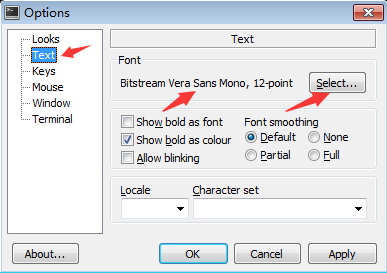 Options
Looks
Text
Keys
Mouse
Window
Terminal
Text
Font
Bitstream Vera Sans Mono, 12-point
Select...
Show bold as font
Show bold as colour
Allow blinking
Font smoothing
Default
None
Partial
Full
Locale
Character set
About...
OK
Cancel
Apply